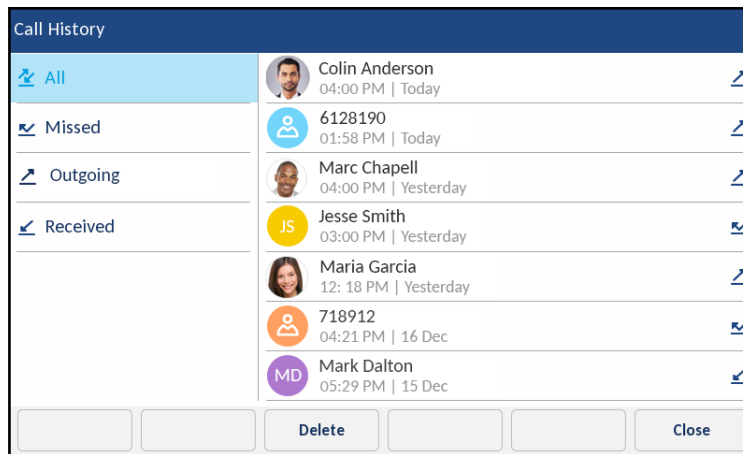 Call History
All
Missed
Outgoing
Received
Colin Anderson
04:00 PM | Today
6128190
01:58 PM | Today
Marc Chapell
04:00 PM | Yesterday
JS
Jesse Smith
03:00 PM | Yesterday
Maria Garcia
12: 18 PM | Yesterday
718912
04:21 PM | 16 Dec
MD
Mark Dalton
05:29 PM | 15 Dec
Delete
Close